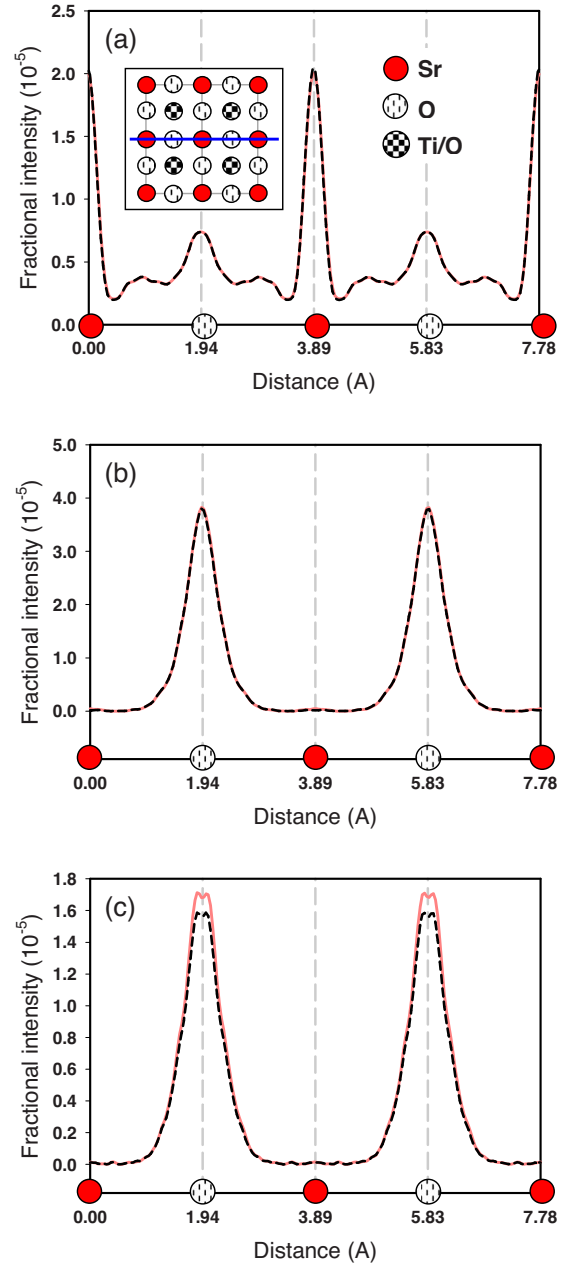 2.5
(a)
Sr
O
Ti/O
2.0
1.5
1.0
0.5
0.0
Fractional intensity (10-5)
0.00 1.94 3.89 5.83 7.78
Distance (A)
5.0
(b)
4.0
3.0
2.0
1.0
0.0
Fractional intensity (10-5)
0.00 1.94 3.89 5.83 7.78
Distance (A)
1.8
(c)
1.6
1.4
1.2
1.0
0.8
0.6
0.4
0.2
0.0
Fractional intensity (10-5)
0.00 1.94 3.89 5.83 7.78
Distance (A)